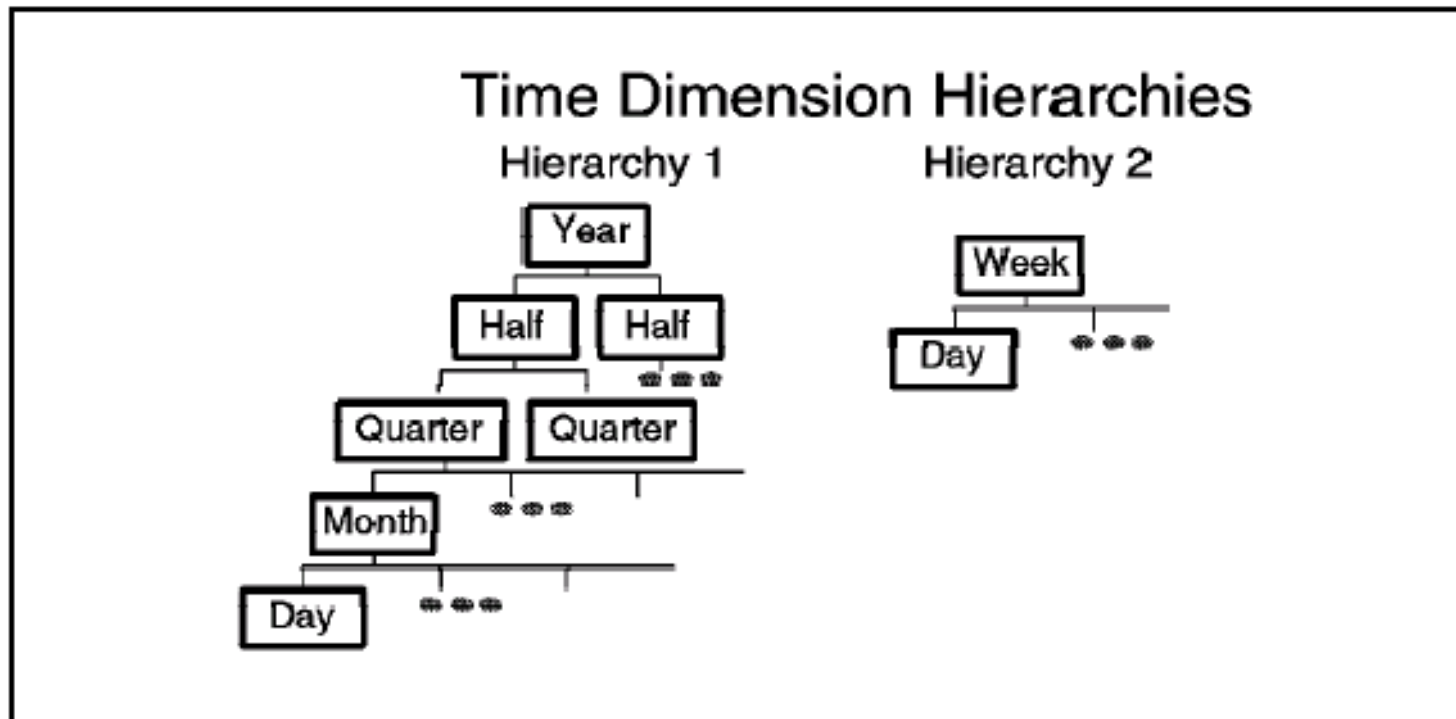 Time Dimension Hierarchies
Hierarchy 1
Year
Half Half
Quarter Quarter
Month
Day
Hierarchy 2
Week
Day